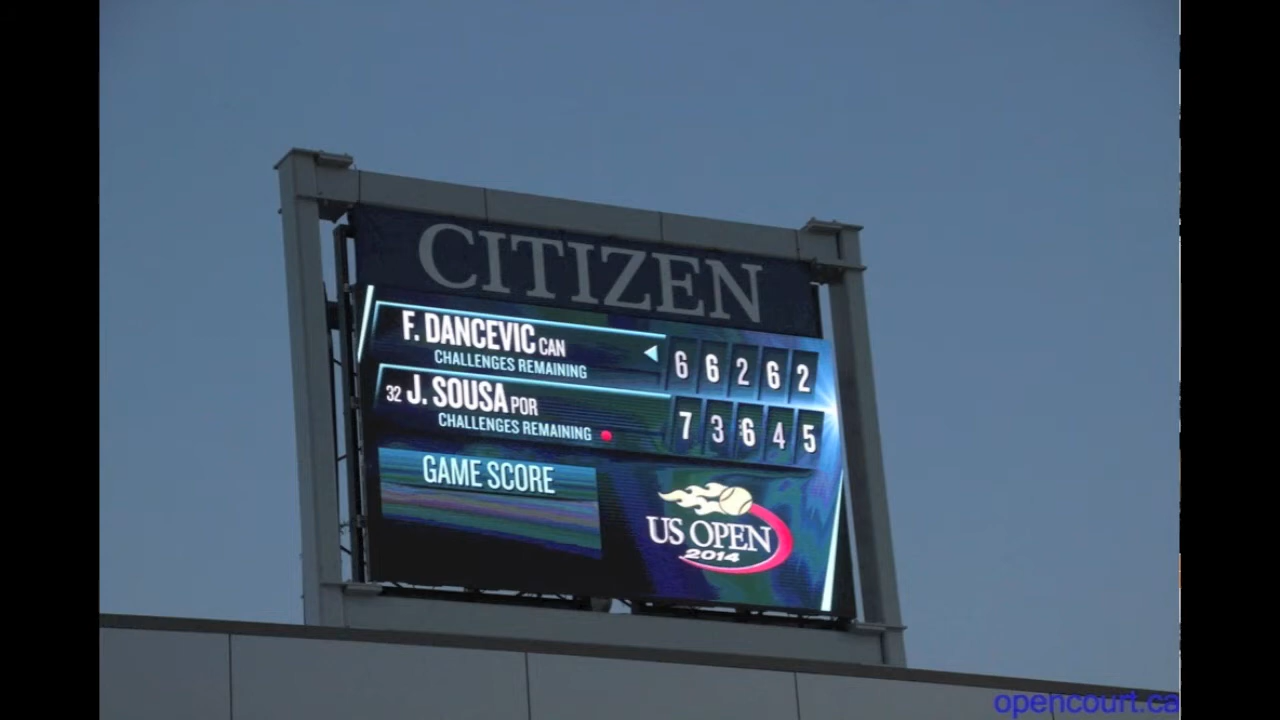 CITIZEN
F. DANCEVIC CAN 6 6 2 6 2
CHALLENGES REMAINING
32 J. SOUSA POR 7 3 6 4 5
CHALLENGES REMAINING
GAME SCORE
US OPEN
2014
opencourt.ca